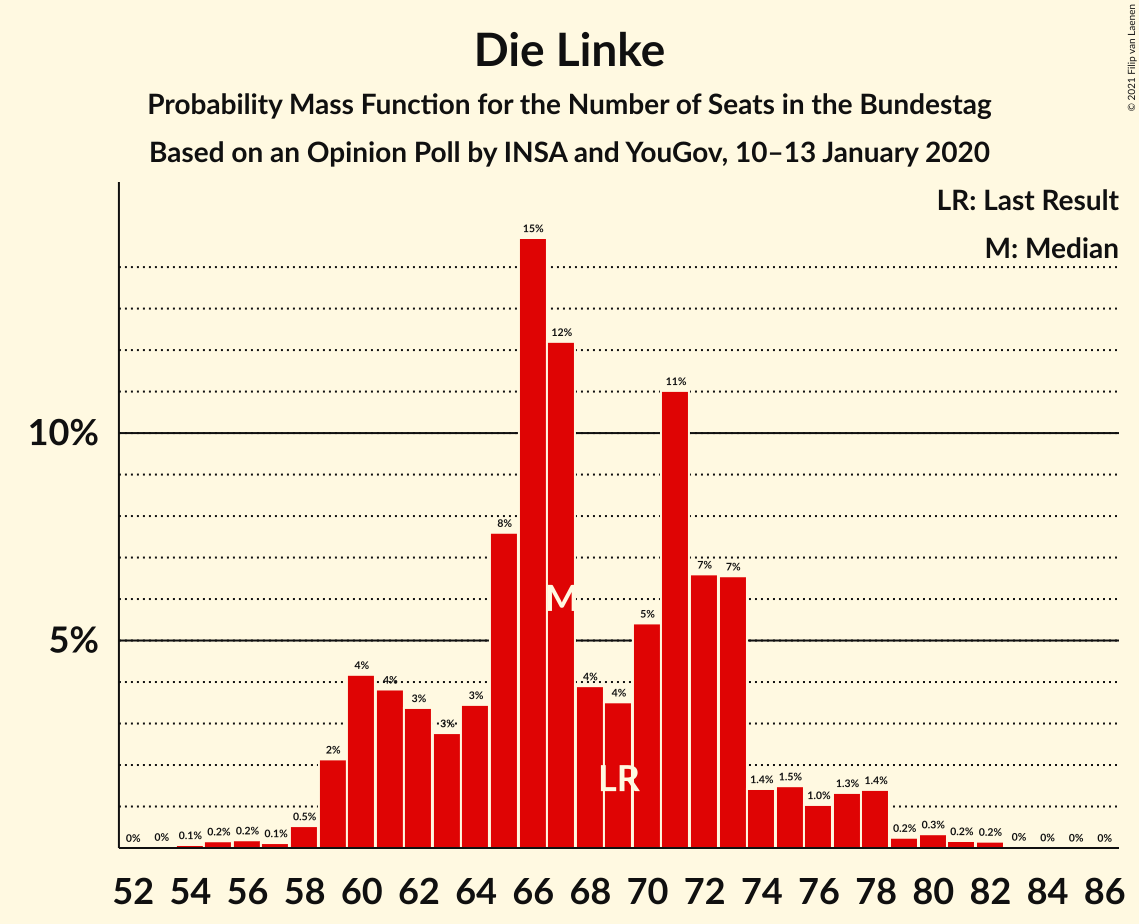 Die Linke
Probability Mass Function for the Number of Seats in the Bundestag
Based on an Opinion Poll by INSA and YouGov, 10–13 January 2020
© 2021 Filip van Laenen
LR: Last Result
M: Median
10%
5%
0% 0% 0.1% 0.2% 0.2% 0.1% 0.5% 2% 4% 4% 3% 3% 3% 8% 15% 12% 4% 4% 5% 11% 7% 7% 1.4% 1.5% 1.0% 1.3% 1.4% 0.2% 0.3% 0.2% 0.2% 0% 0% 0% 0%
M
LR
52 54 56 58 60 62 64 66 68 70 72 74 76 78 80 82 84 86